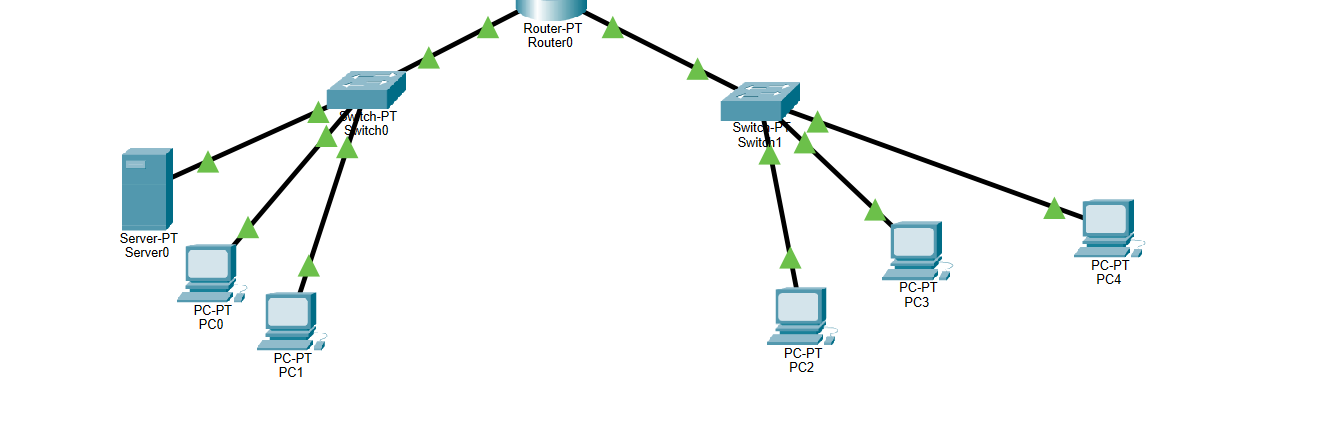 Router-PT
Router0
Switch-PT
Switch0
Switch-PT
Switch1
Server-PT
Server0
PC-PT
PC0
PC-PT
PC1
PC-PT
PC2
PC-PT
PC3
PC-PT
PC4